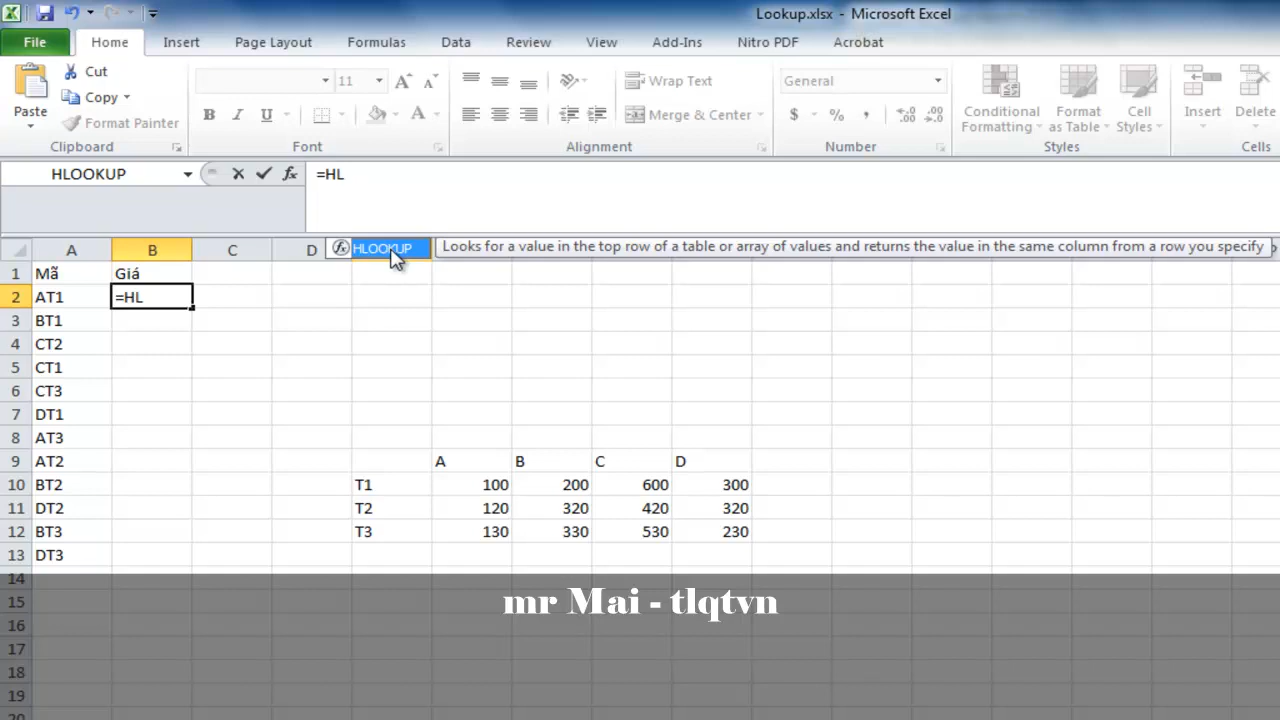 Lookup.xlsx - Microsoft Excel
File Home Insert Page Layout Formulas Data Review View Add-Ins Nitro PDF Acrobat
Paste
Cut
Copy
Format Painter
Clipboard
11
B I U
Font
Wrap Text
Merge & Center
Alignment
General
$ % ,
Number
Conditional Formatting
Format as Table
Cell Styles
Styles
Insert
Delete
Cells
HLOOKUP
fx
=HL
A B C D
HLOOKUP
Looks for a value in the top row of a table or array of values and returns the value in the same column from a row you specify
1 Mã Giá
2 AT1 =HL
3 BT1
4 CT2
5 CT1
6 CT3
7 DT1
8 AT3
9 AT2 A B C D
10 BT2 T1 100 200 600 300
11 DT2 T2 120 320 420 320
12 BT3 T3 130 330 530 230
13 DT3
14
mr Mai - tlqtvn
15
16
17
18
19
20